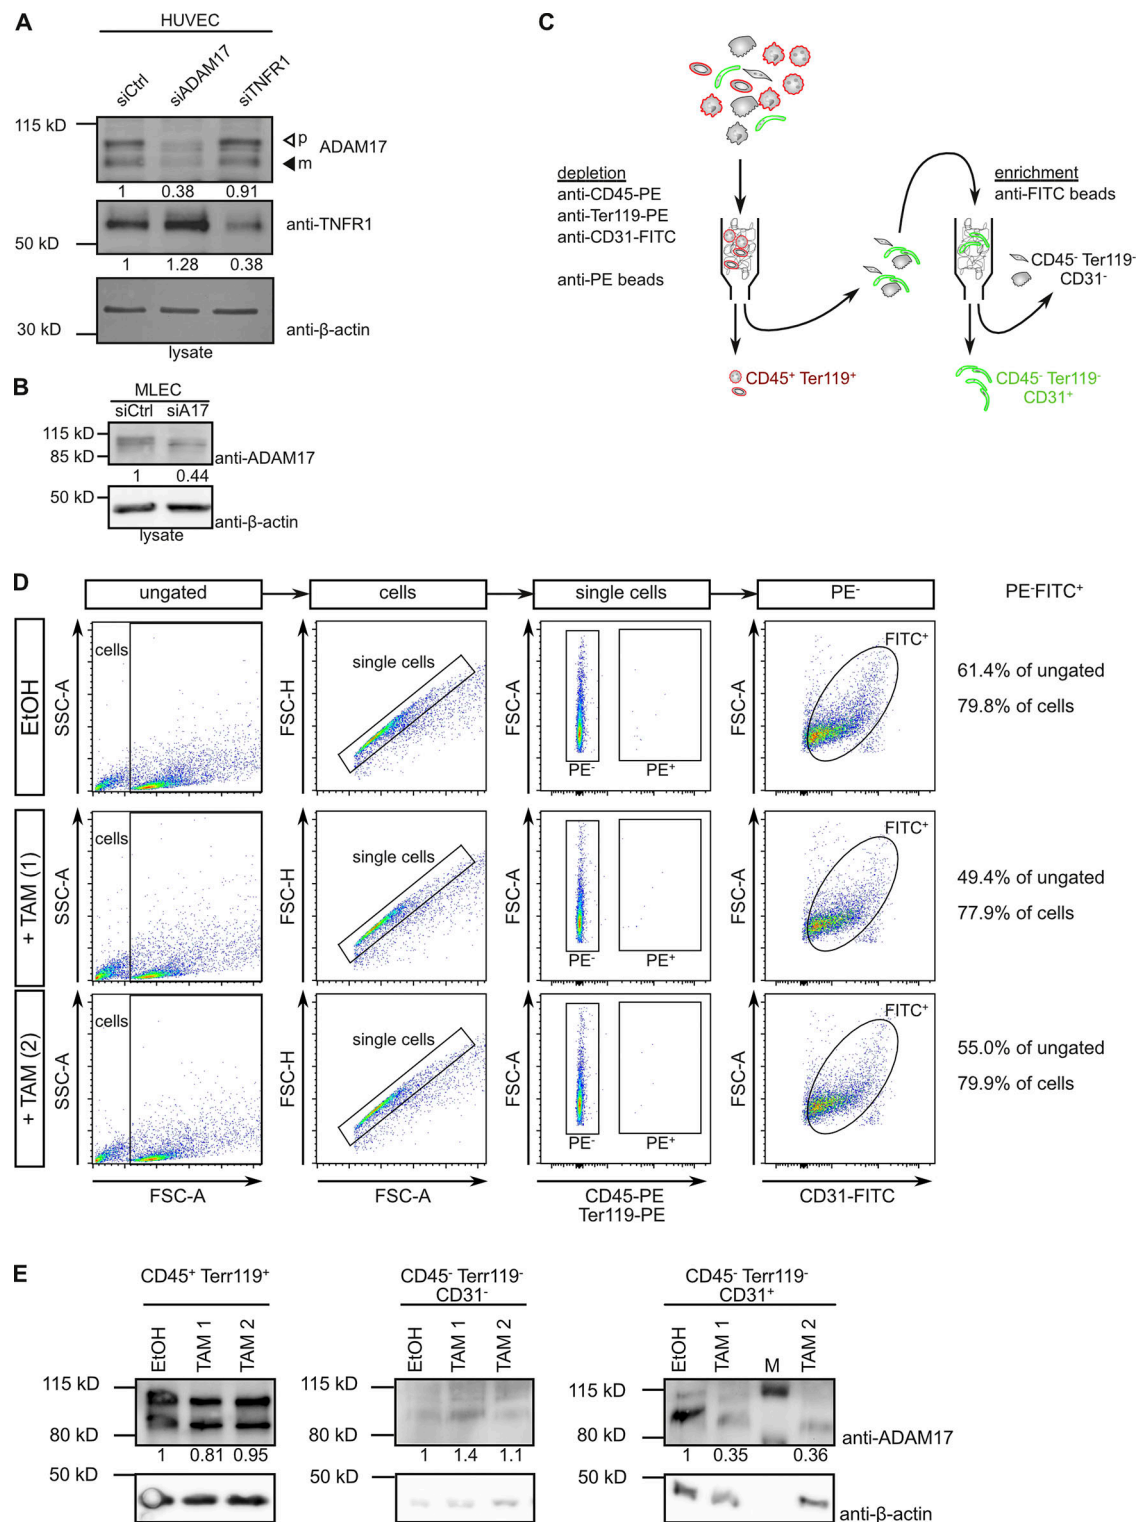 A
HUVEC
siCtrl
siADAM17
siTNFR1
115 kD
p
ADAM17
m
1 0.38 0.91
anti-TNFR1
50 kD
1 1.28 0.38
30 kD
anti-β-actin
lysate
B
MLEC
siCtrl siA17
115 kD
85 kD
anti-ADAM17
1 0.44
50 kD
anti-β-actin
lysate
C
depletion
anti-CD45-PE
anti-Ter119-PE
anti-CD31-FITC
anti-PE beads
enrichment
anti-FITC beads
CD45- Ter119-
CD31-
CD45+ Ter119+
CD45- Ter119-
CD31+
D
ungated
cells
single cells
PE-
PE-FITC+
EtOH
SSC-A
cells
FSC-H
single cells
FSC-A
PE-
PE+
FSC-A
FITC+
61.4% of ungated
79.8% of cells
+ TAM (1)
SSC-A
cells
FSC-H
single cells
FSC-A
PE-
PE+
FSC-A
FITC+
49.4% of ungated
77.9% of cells
+ TAM (2)
SSC-A
cells
FSC-H
single cells
FSC-A
PE-
PE+
FSC-A
FITC+
55.0% of ungated
79.9% of cells
FSC-A
FSC-A
CD45-PE
Ter119-PE
CD31-FITC
E
CD45+ Terr119+
EtOH
TAM 1
TAM 2
115 kD
80 kD
1 0.81 0.95
50 kD
CD45- Terr119-
CD31-
EtOH
TAM 1
TAM 2
115 kD
80 kD
1 1.4 1.1
50 kD
CD45- Terr119-
CD31+
EtOH
TAM 1
M
TAM 2
115 kD
80 kD
anti-ADAM17
1 0.35 0.36
50 kD
anti-β-actin